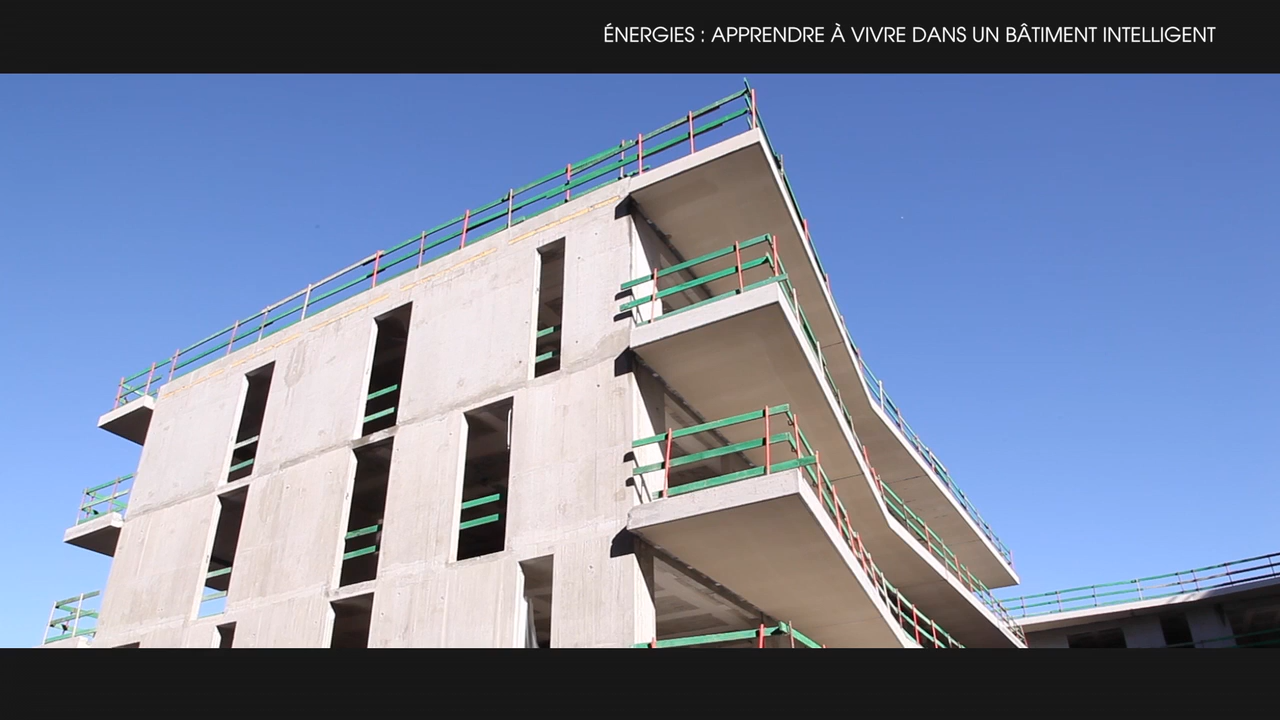 ÉNERGIES : APPRENDRE À VIVRE DANS UN BÂTIMENT INTELLIGENT